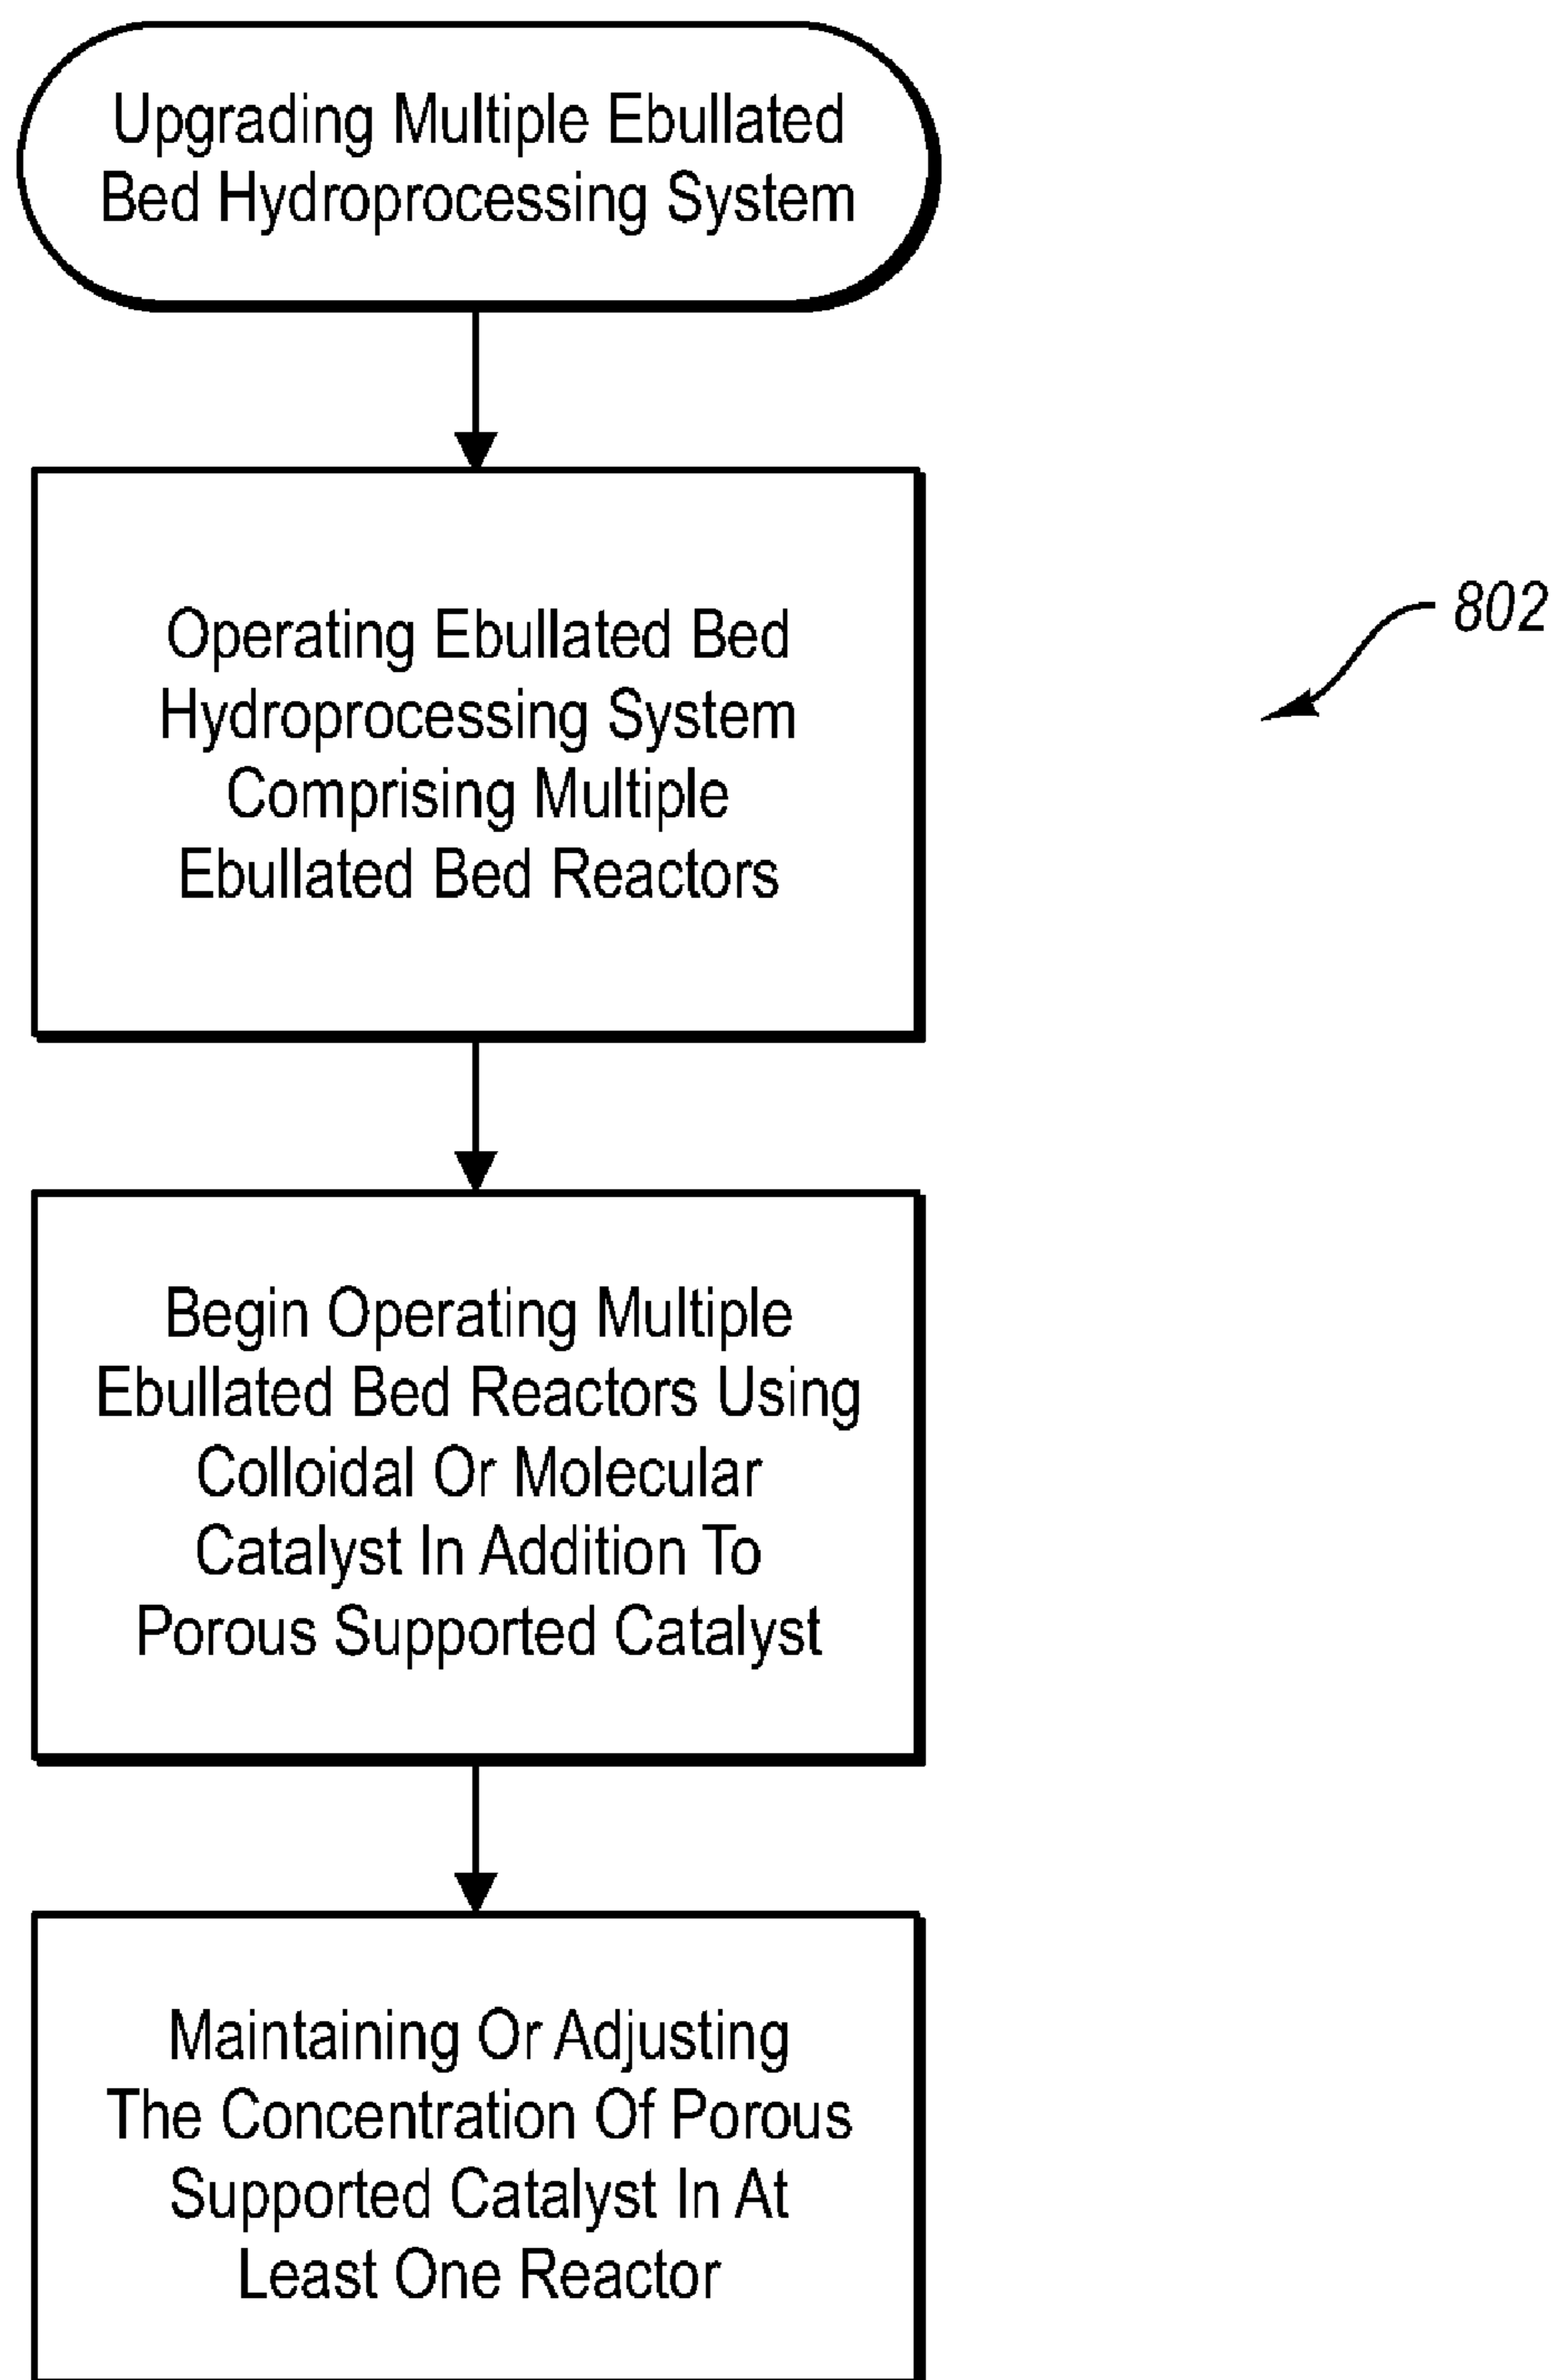 Upgrading Multiple Ebullated
Bed Hydroprocessing System
Operating Ebullated Bed
Hydroprocessing System
Comprising Multiple
Ebullated Bed Reactors
802
Begin Operating Multiple
Ebullated Bed Reactors Using
Colloidal Or Molecular
Catalyst In Addition To
Porous Supported Catalyst
Maintaining Or Adjusting
The Concentration Of Porous
Supported Catalyst In At
Least One Reactor